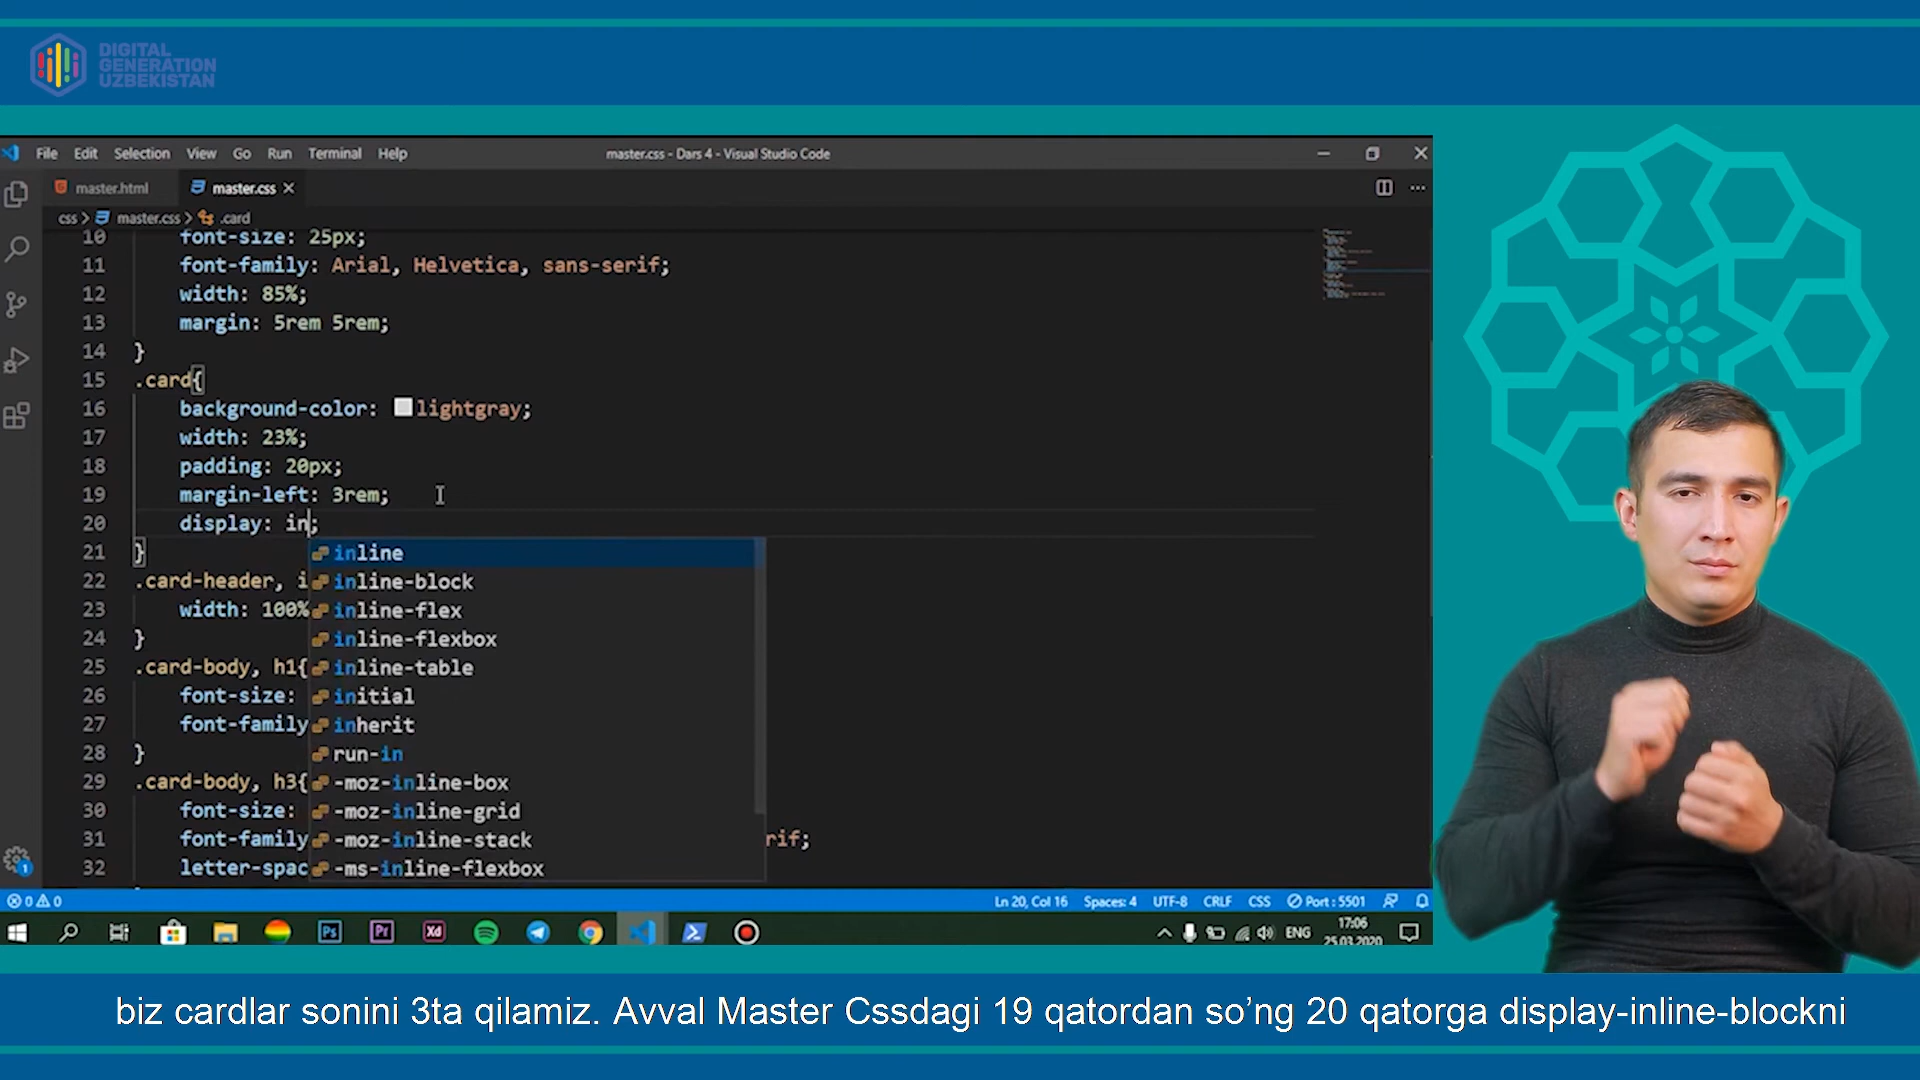 DIGITAL
GENERATION
UZBEKISTAN
File Edit Selection View Go Run Terminal Help
master.css - Dars 4 - Visual Studio Code
master.html master.css
css > master.css > .card
10 font-size: 25px;
11 font-family: Arial, Helvetica, sans-serif;
12 width: 85%;
13 margin: 5rem 5rem;
14 }
15 .card{
16 background-color: lightgray;
17 width: 23%;
18 padding: 20px;
19 margin-left: 3rem;
20 display: in;
21 }
inline
22 .card-header, i
inline-block
23 width: 100%
inline-flex
24 }
inline-flexbox
25 .card-body, h1{
inline-table
26 font-size:
initial
27 font-family
inherit
28 }
run-in
29 .card-body, h3{
-moz-inline-box
30 font-size:
-moz-inline-grid
31 font-family
-moz-inline-stack
rif;
32 letter-spac
-ms-inline-flexbox
1
0 0
Ln 20, Col 16 Spaces: 4 UTF-8 CRLF CSS Port : 5501
Ps Pr Xd
ENG
17:06
25.03.2020
biz cardlar sonini 3ta qilamiz. Avval Master Cssdagi 19 qatordan so’ng 20 qatorga display-inline-blockni